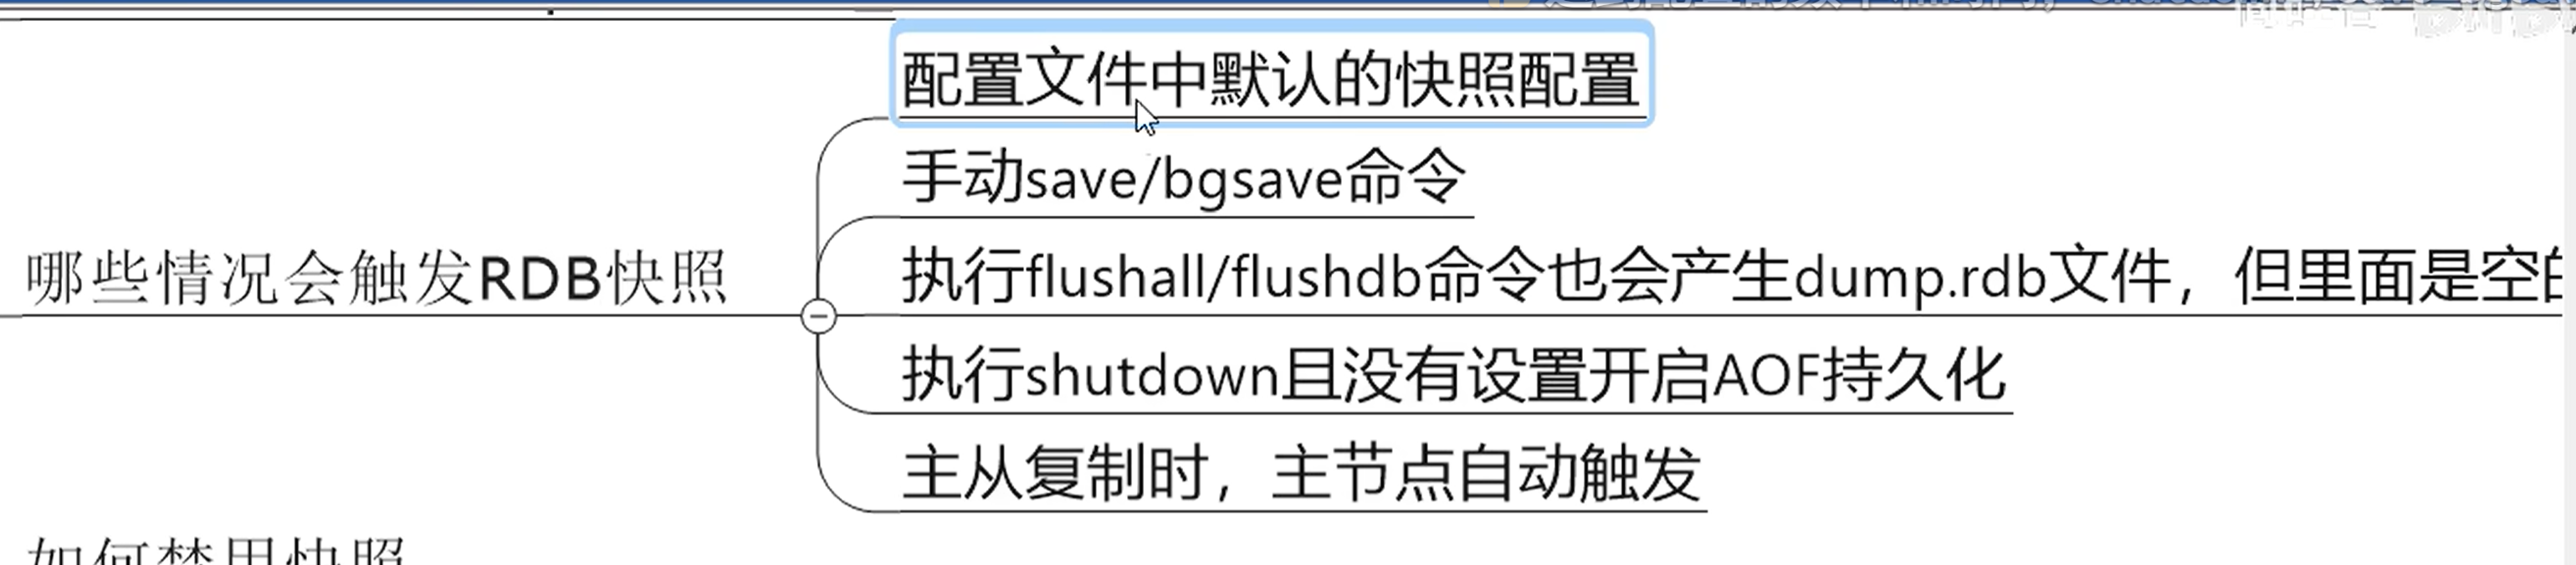 配置文件中默认的快照配置
手动save/bgsave命令
哪些情况会触发RDB快照
执行flushall/flushdb命令也会产生dump.rdb文件，但里面是空的
执行shutdown且没有设置开启AOF持久化
主从复制时，主节点自动触发
如何禁用快照